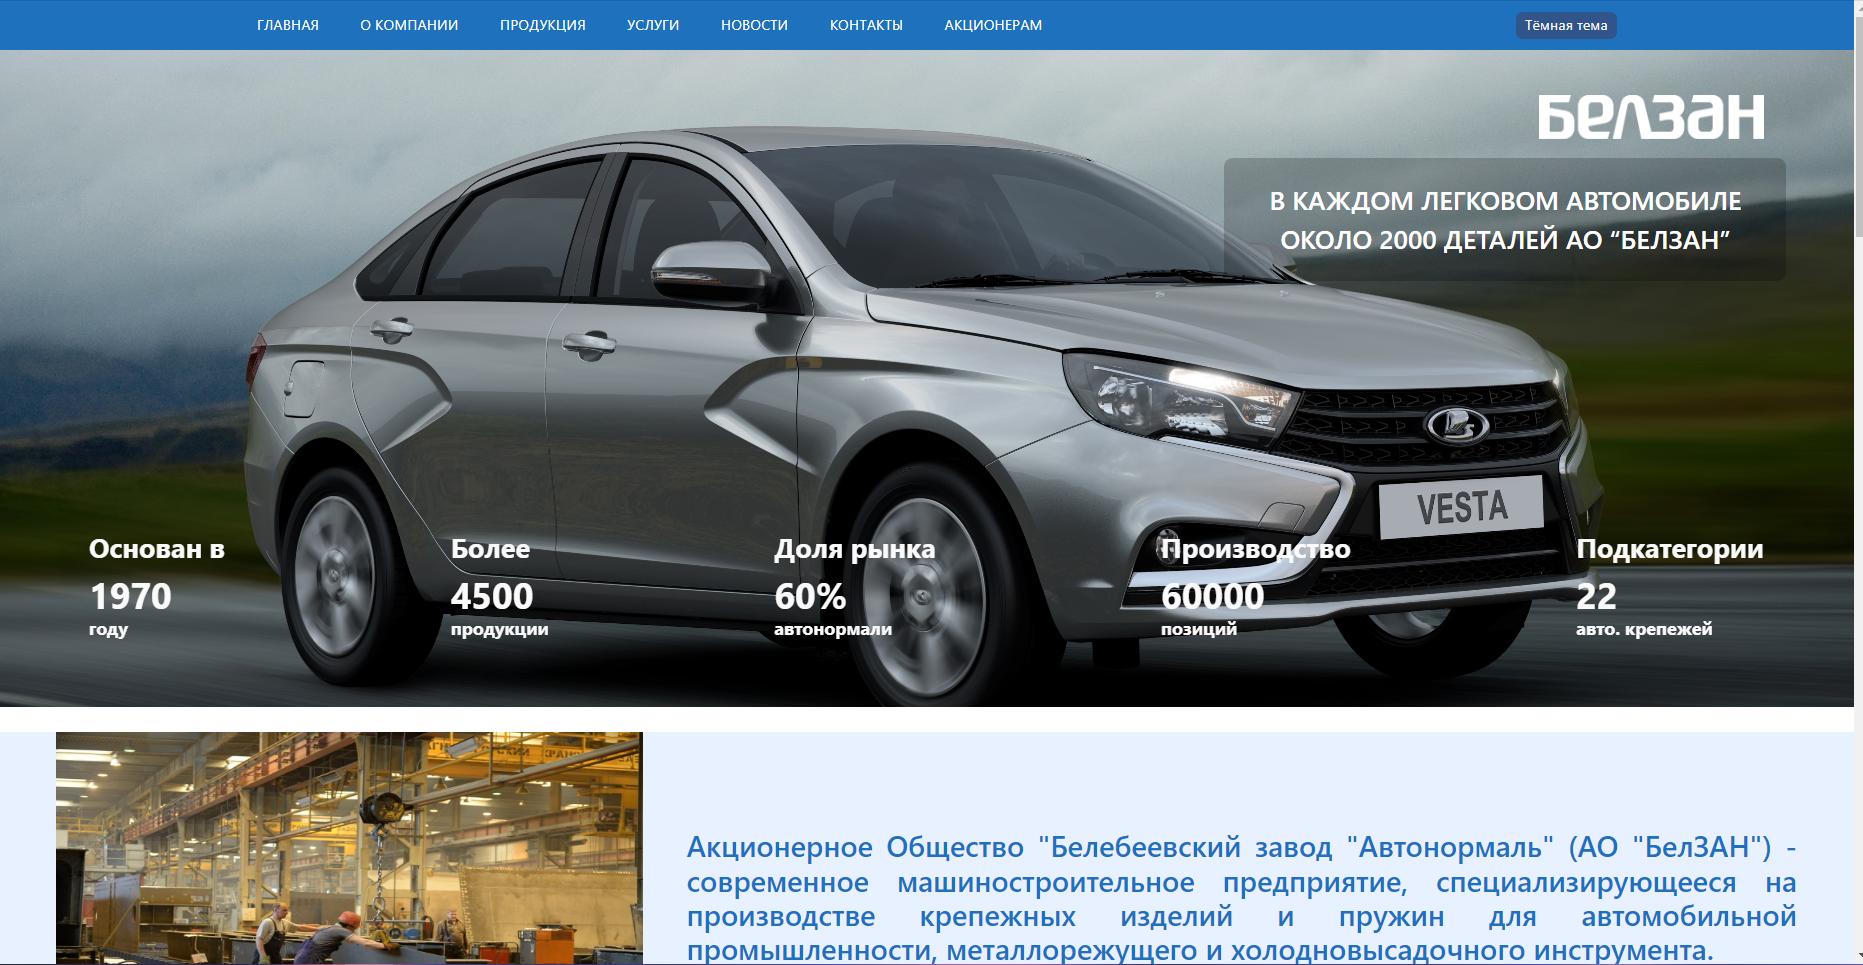 ГЛАВНАЯ О КОМПАНИИ ПРОДУКЦИЯ УСЛУГИ НОВОСТИ КОНТАКТЫ АКЦИОНЕРАМ Тёмная тема
БЕЛЗАН
В КАЖДОМ ЛЕГКОВОМ АВТОМОБИЛЕ
ОКОЛО 2000 ДЕТАЛЕЙ АО “БЕЛЗАН”
VESTA
Основан в
1970
году
Более
4500
продукции
Доля рынка
60%
автонормали
Производство
60000
позиций
Подкатегории
22
авто. крепежей
Акционерное Общество "Белебеевский завод "Автонормаль" (АО "БелЗАН") -
современное машиностроительное предприятие, специализирующееся на
производстве крепежных изделий и пружин для автомобильной
промышленности, металлорежущего и холодновысадочного инструмента.